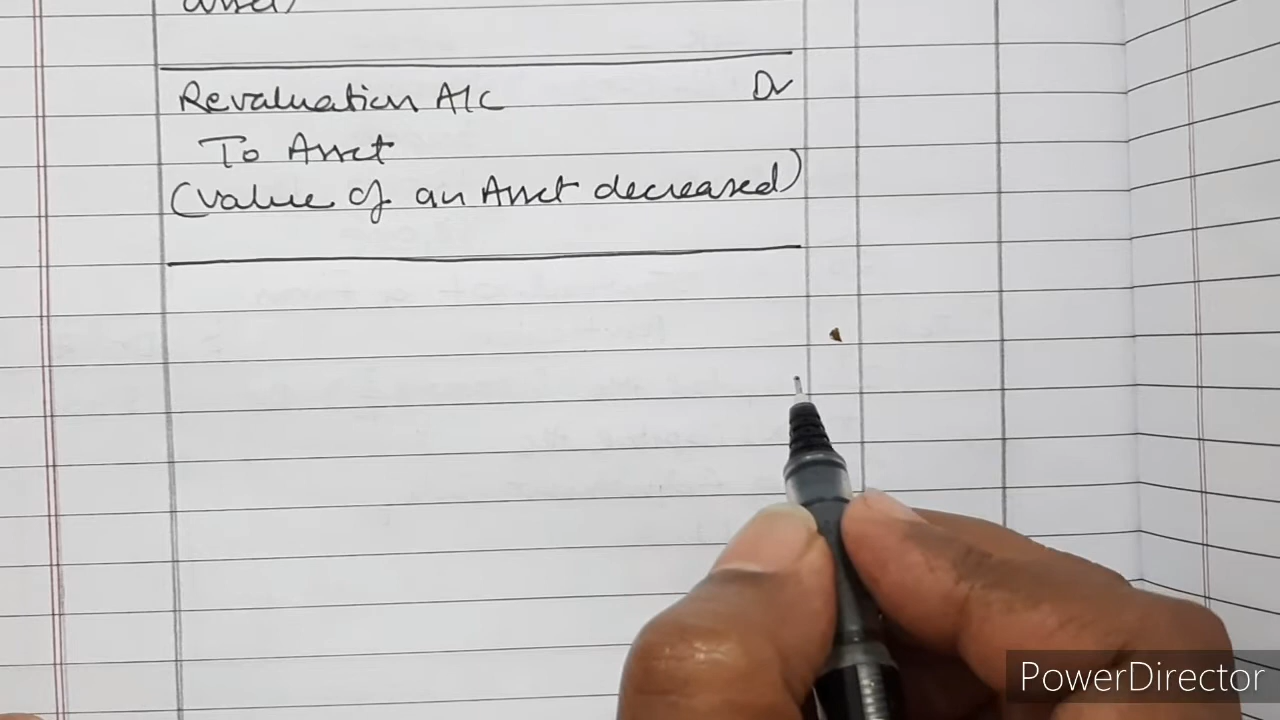 Revaluation A/C Dr
To Asset
(value of an Asset decreased)
PowerDirector